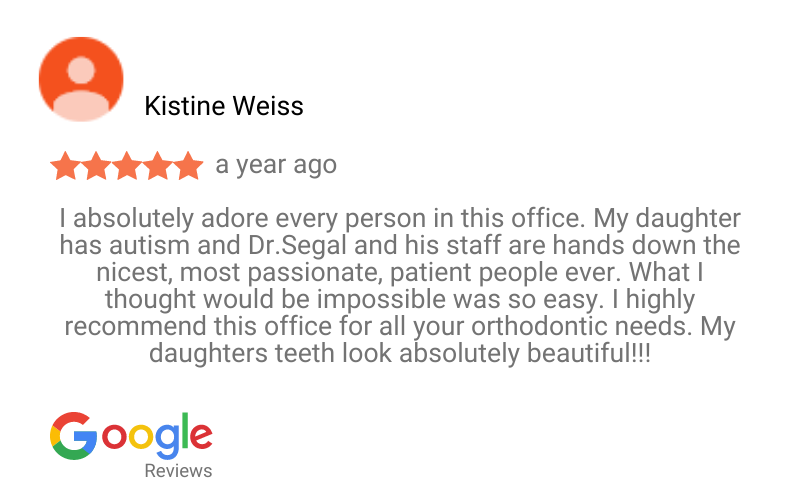 Kistine Weiss
a year ago
I absolutely adore every person in this office. My daughter
has autism and Dr.Segal and his staff are hands down the
nicest, most passionate, patient people ever. What I
thought would be impossible was so easy. I highly
recommend this office for all your orthodontic needs. My
daughters teeth look absolutely beautiful!!!
Google
Reviews